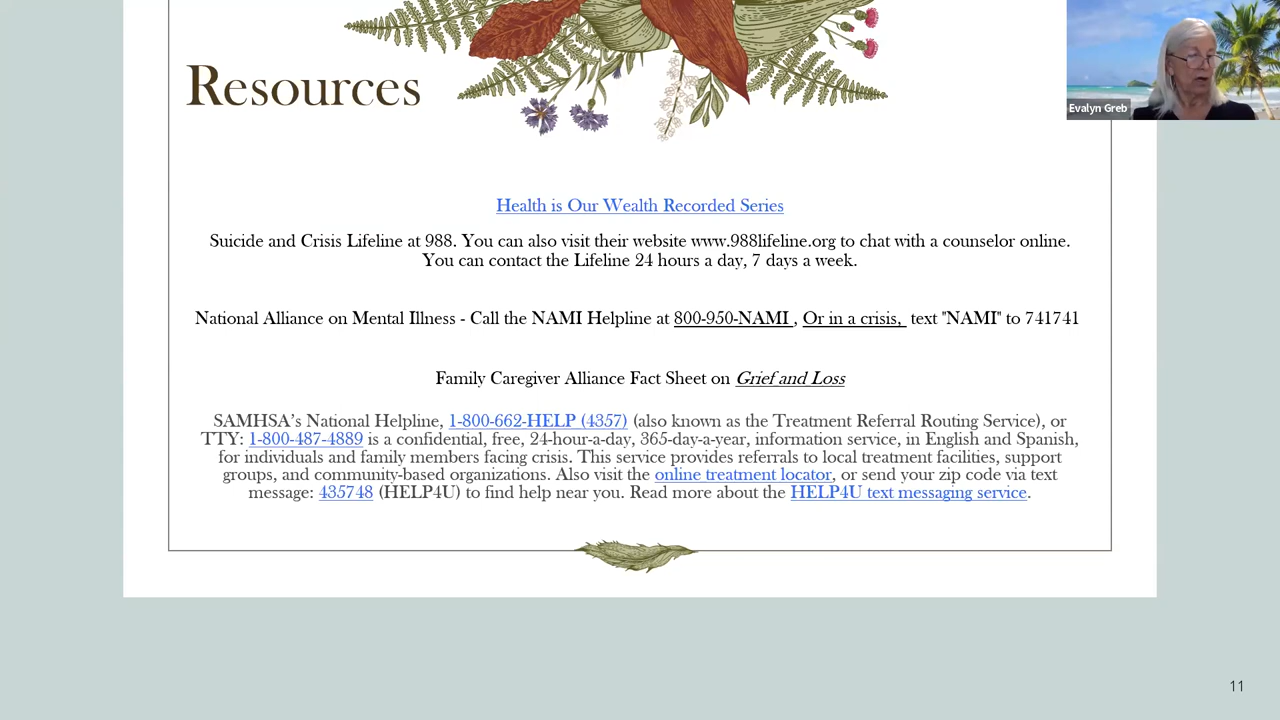 Resources
Evalyn Greb
Health is Our Wealth Recorded Series
Suicide and Crisis Lifeline at 988. You can also visit their website www.988lifeline.org to chat with a counselor online.
You can contact the Lifeline 24 hours a day, 7 days a week.
National Alliance on Mental Illness - Call the NAMI Helpline at 800-950-NAMI , Or in a crisis, text "NAMI" to 741741
Family Caregiver Alliance Fact Sheet on Grief and Loss
SAMHSA's National Helpline, 1-800-662-HELP (4357) (also known as the Treatment Referral Routing Service), or
TTY: 1-800-487-4889 is a confidential, free, 24-hour-a-day, 365-day-a-year, information service, in English and Spanish,
for individuals and family members facing crisis. This service provides referrals to local treatment facilities, support
groups, and community-based organizations. Also visit the online treatment locator, or send your zip code via text
message: 435748 (HELP4U) to find help near you. Read more about the HELP4U text messaging service.
11